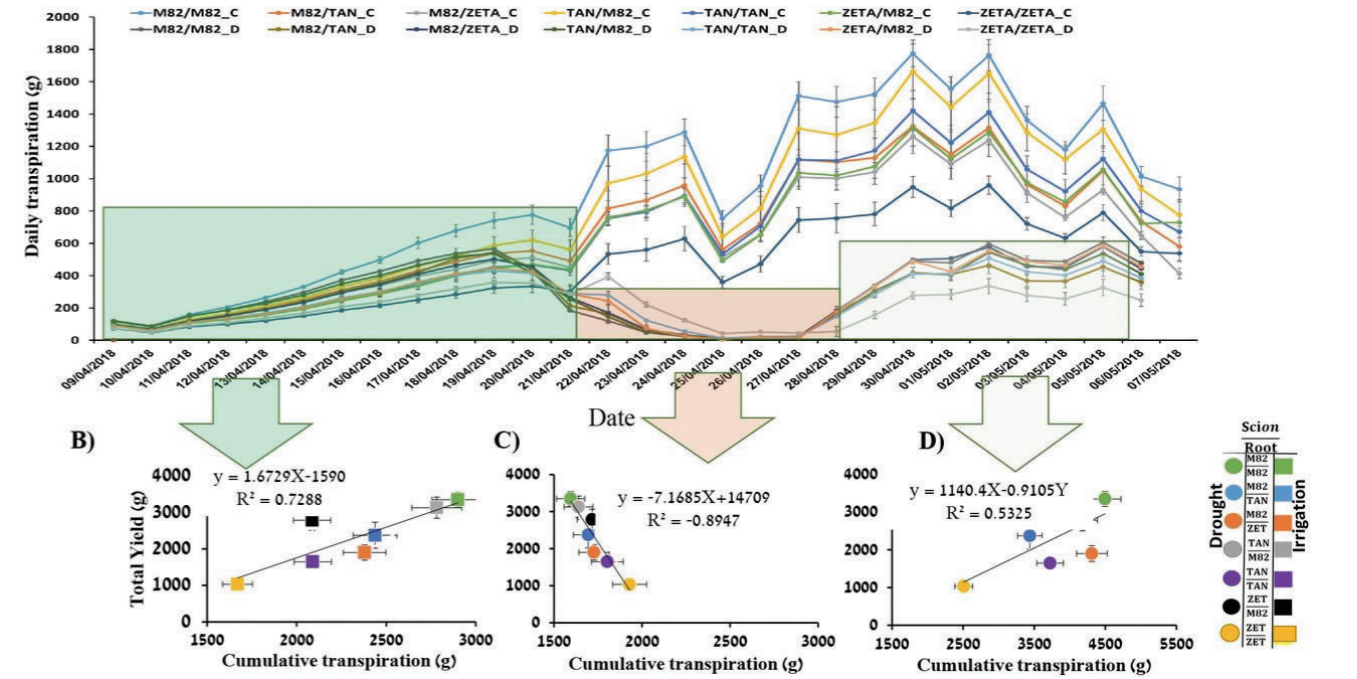 M82/M82_C M82/TAN_C M82/ZETA_C TAN/M82_C TAN/TAN_C ZETA/M82_C ZETA/ZETA_C
M82/M82_D M82/TAN_D M82/ZETA_D TAN/M82_D TAN/TAN_D ZETA/M82_D ZETA/ZETA_D
Daily transpiration (g)
2000
1800
1600
1400
1200
1000
800
600
400
200
0
09/04/2018 10/04/2018 11/04/2018 12/04/2018 13/04/2018 14/04/2018 15/04/2018 16/04/2018 17/04/2018 18/04/2018 19/04/2018 20/04/2018 21/04/2018 22/04/2018 23/04/2018 24/04/2018 25/04/2018 26/04/2018 27/04/2018 28/04/2018 29/04/2018 30/04/2018 01/05/2018 02/05/2018 03/05/2018 04/05/2018 05/05/2018 06/05/2018 07/05/2018
Date
B)
Total Yield (g)
4000
3000
2000
1000
0
y = 1.6729X-1590
R² = 0.7288
1500 2000 2500 3000
Cumulative transpiration (g)
C)
4000
3000
2000
1000
0
y = -7.1685X+14709
R² = -0.8947
1500 2000 2500 3000
Cumulative transpiration (g)
D)
4000
3000
2000
1000
0
y = 1140.4X-0.9105Y
R² = 0.5325
1500 2500 3500 4500 5500
Cumulative transpiration (g)
Scion
Root
Drought
Irrigation
M82
M82
M82
TAN
M82
ZET
TAN
M82
TAN
TAN
ZET
M82
ZET
ZET